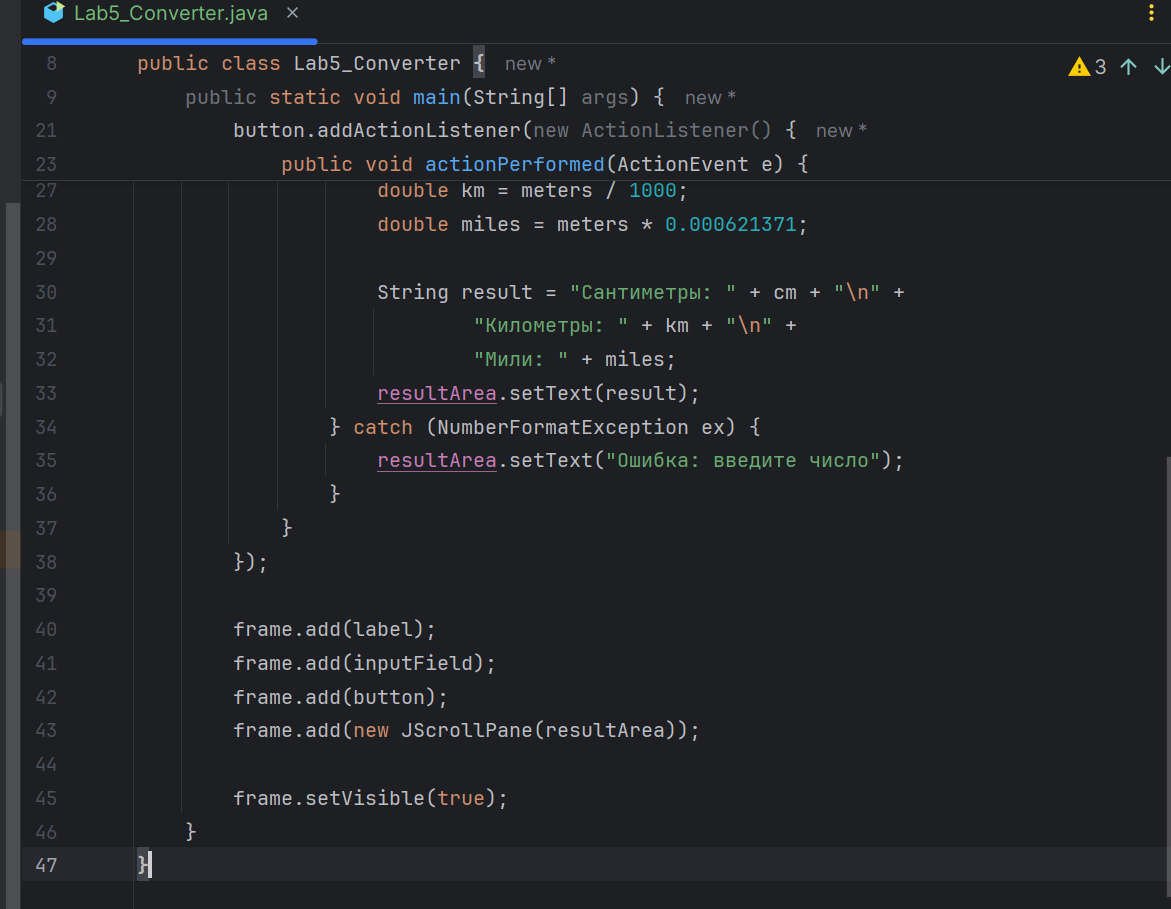 Lab5_Converter.java
8 public class Lab5_Converter { new *
3
9 public static void main(String[] args) { new *
21 button.addActionListener(new ActionListener() { new *
23 public void actionPerformed(ActionEvent e) {
27 double km = meters / 1000;
28 double miles = meters * 0.000621371;
29
30 String result = "Сантиметры: " + cm + "\n" +
31 "Километры: " + km + "\n" +
32 "Мили: " + miles;
33 resultArea.setText(result);
34 } catch (NumberFormatException ex) {
35 resultArea.setText("Ошибка: введите число");
36 }
37 }
38 });
39
40 frame.add(label);
41 frame.add(inputField);
42 frame.add(button);
43 frame.add(new JScrollPane(resultArea));
44
45 frame.setVisible(true);
46 }
47 }